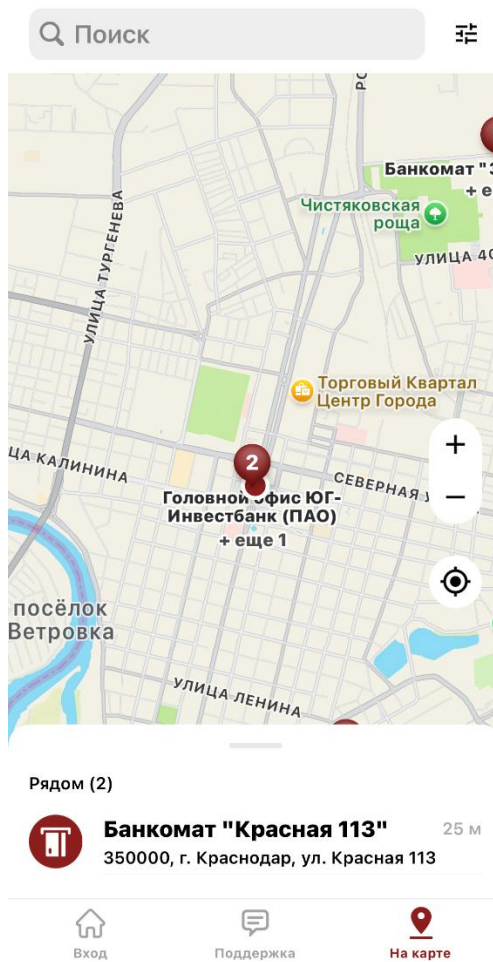 Поиск
РО
Банкомат "З
+ е
Чистяковская
роща
УЛИЦА 40
УЛИЦА ТУРГЕНЕВА
Торговый Квартал
Центр Города
+
ЦА КАЛИНИНА
2
СЕВЕРНАЯ У
−
Головной офис ЮГ-
Инвестбанк (ПАО)
+ еще 1
посёлок
Ветровка
УЛИЦА ЛЕНИНА
Рядом (2)
Банкомат "Красная 113" 25 м
350000, г. Краснодар, ул. Красная 113
Вход Поддержка На карте